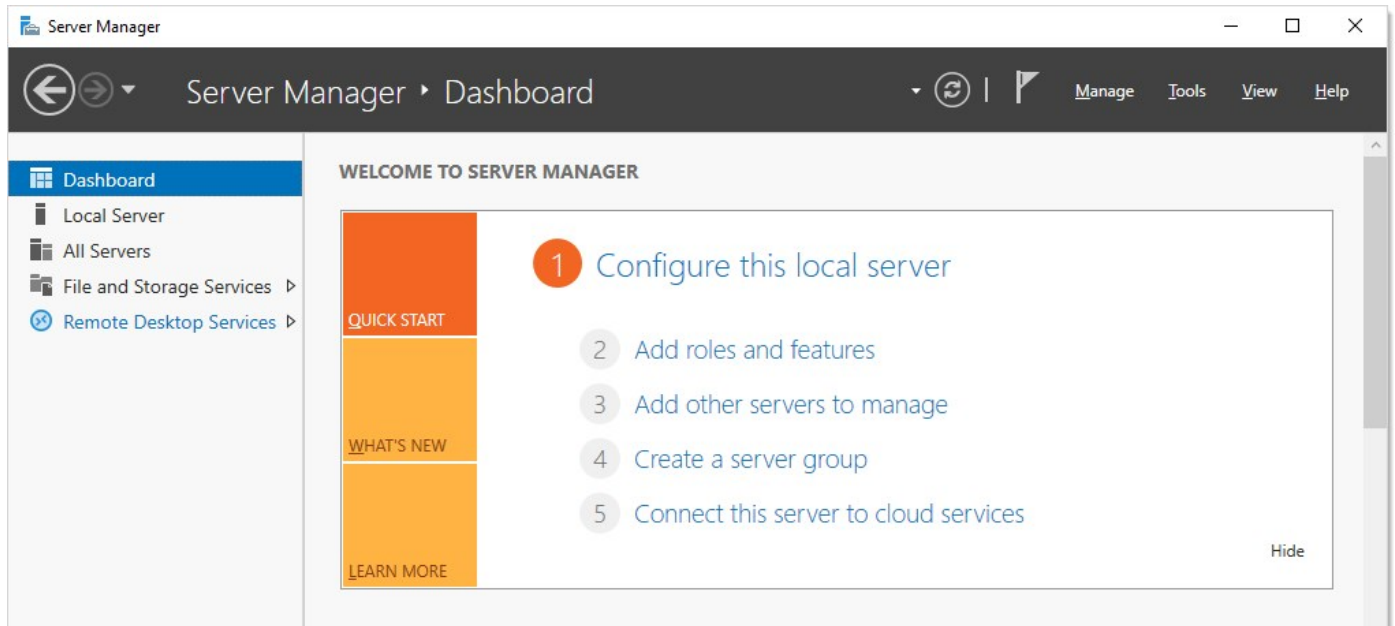 Server Manager
Server Manager ‣ Dashboard
Manage Tools View Help
Dashboard
Local Server
All Servers
File and Storage Services
Remote Desktop Services
WELCOME TO SERVER MANAGER
QUICK START
WHAT'S NEW
LEARN MORE
1 Configure this local server
2 Add roles and features
3 Add other servers to manage
4 Create a server group
5 Connect this server to cloud services
Hide